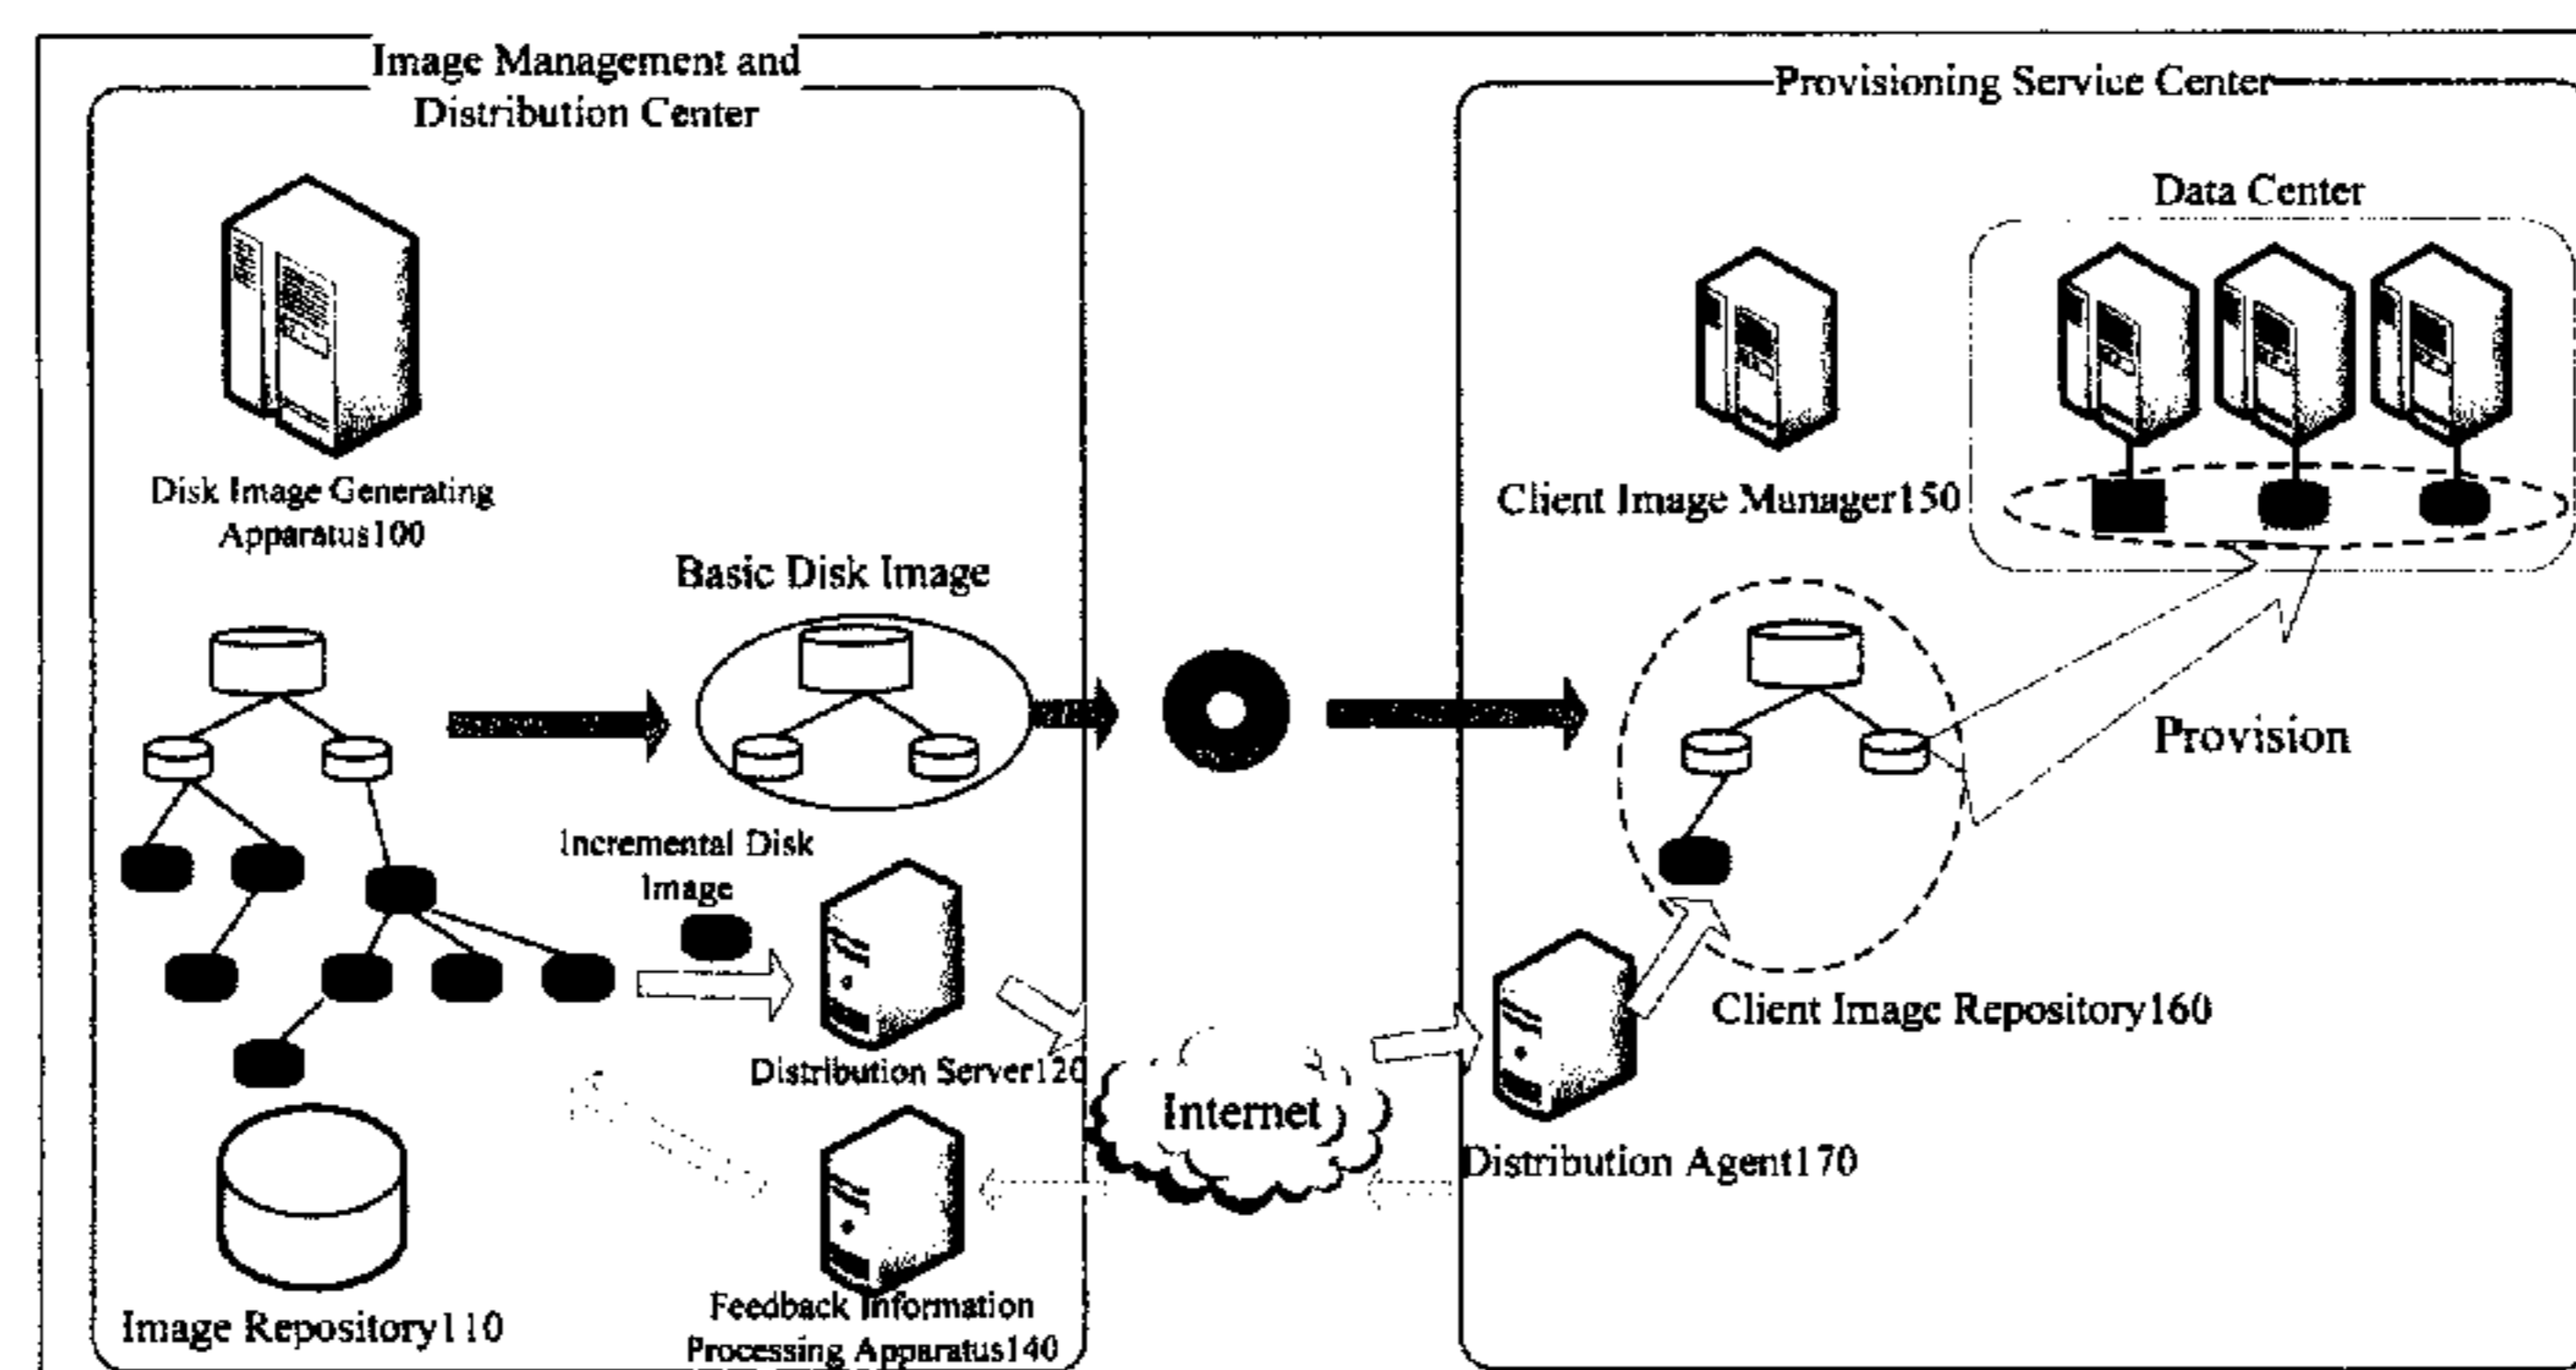 Image Management and
Distribution Center
Provisioning Service Center
Data Center
Disk Image Generating
Apparatus100
Client Image Manager150
Basic Disk Image
Provision
Incremental Disk
Image
Distribution Server120
Client Image Repository160
Internet
Distribution Agent170
Image Repository110
Feedback Information
Processing Apparatus140